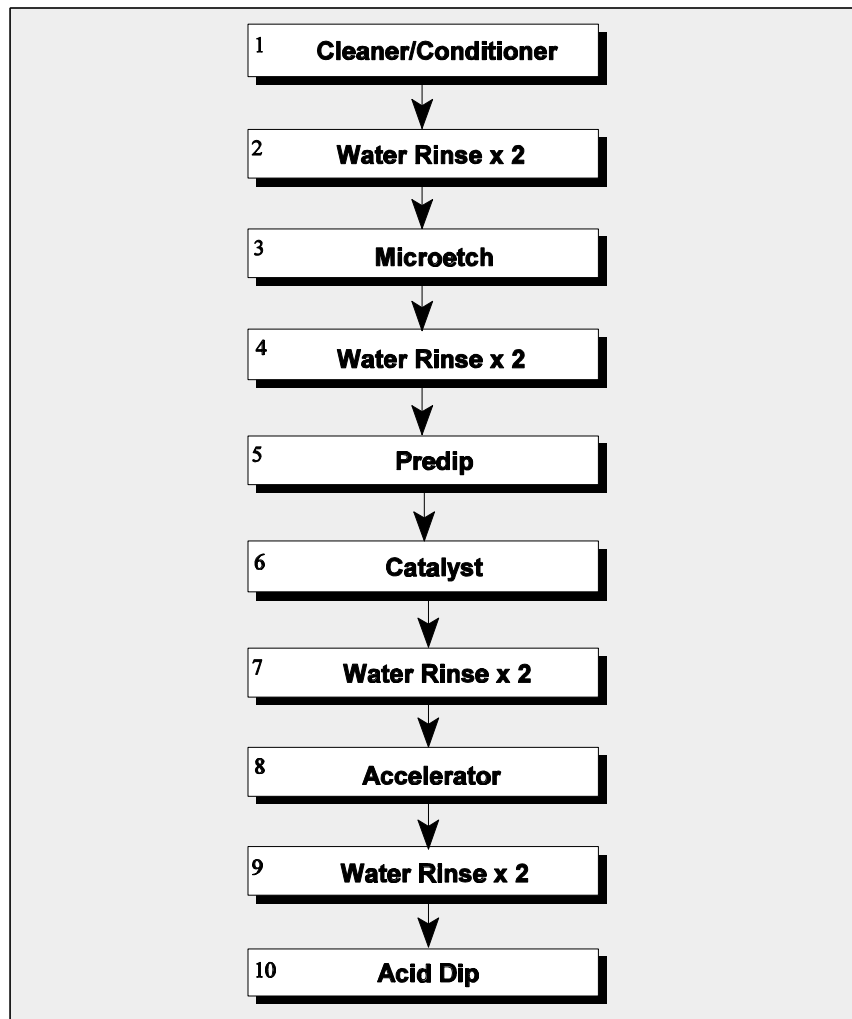 1 Cleaner/Conditioner
2 Water Rinse x 2
3 Microetch
4 Water Rinse x 2
5 Predip
6 Catalyst
7 Water Rinse x 2
8 Accelerator
9 Water RInse x 2
10 Acid Dip